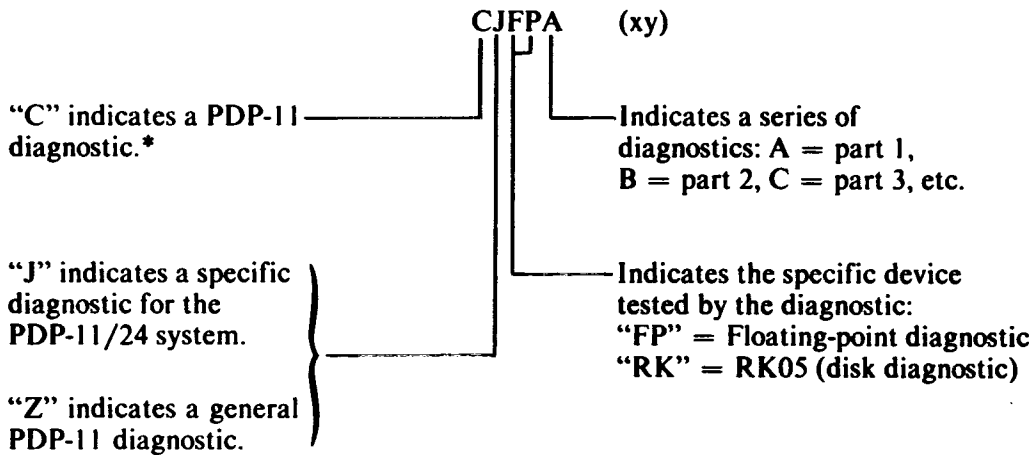 CJFPA (xy)
“C” indicates a PDP-11
diagnostic.*
Indicates a series of
diagnostics: A = part 1,
B = part 2, C = part 3, etc.
“J” indicates a specific
diagnostic for the
PDP-11/24 system.
“Z” indicates a general
PDP-11 diagnostic.
Indicates the specific device
tested by the diagnostic:
“FP” = Floating-point diagnostic
“RK” = RK05 (disk diagnostic)